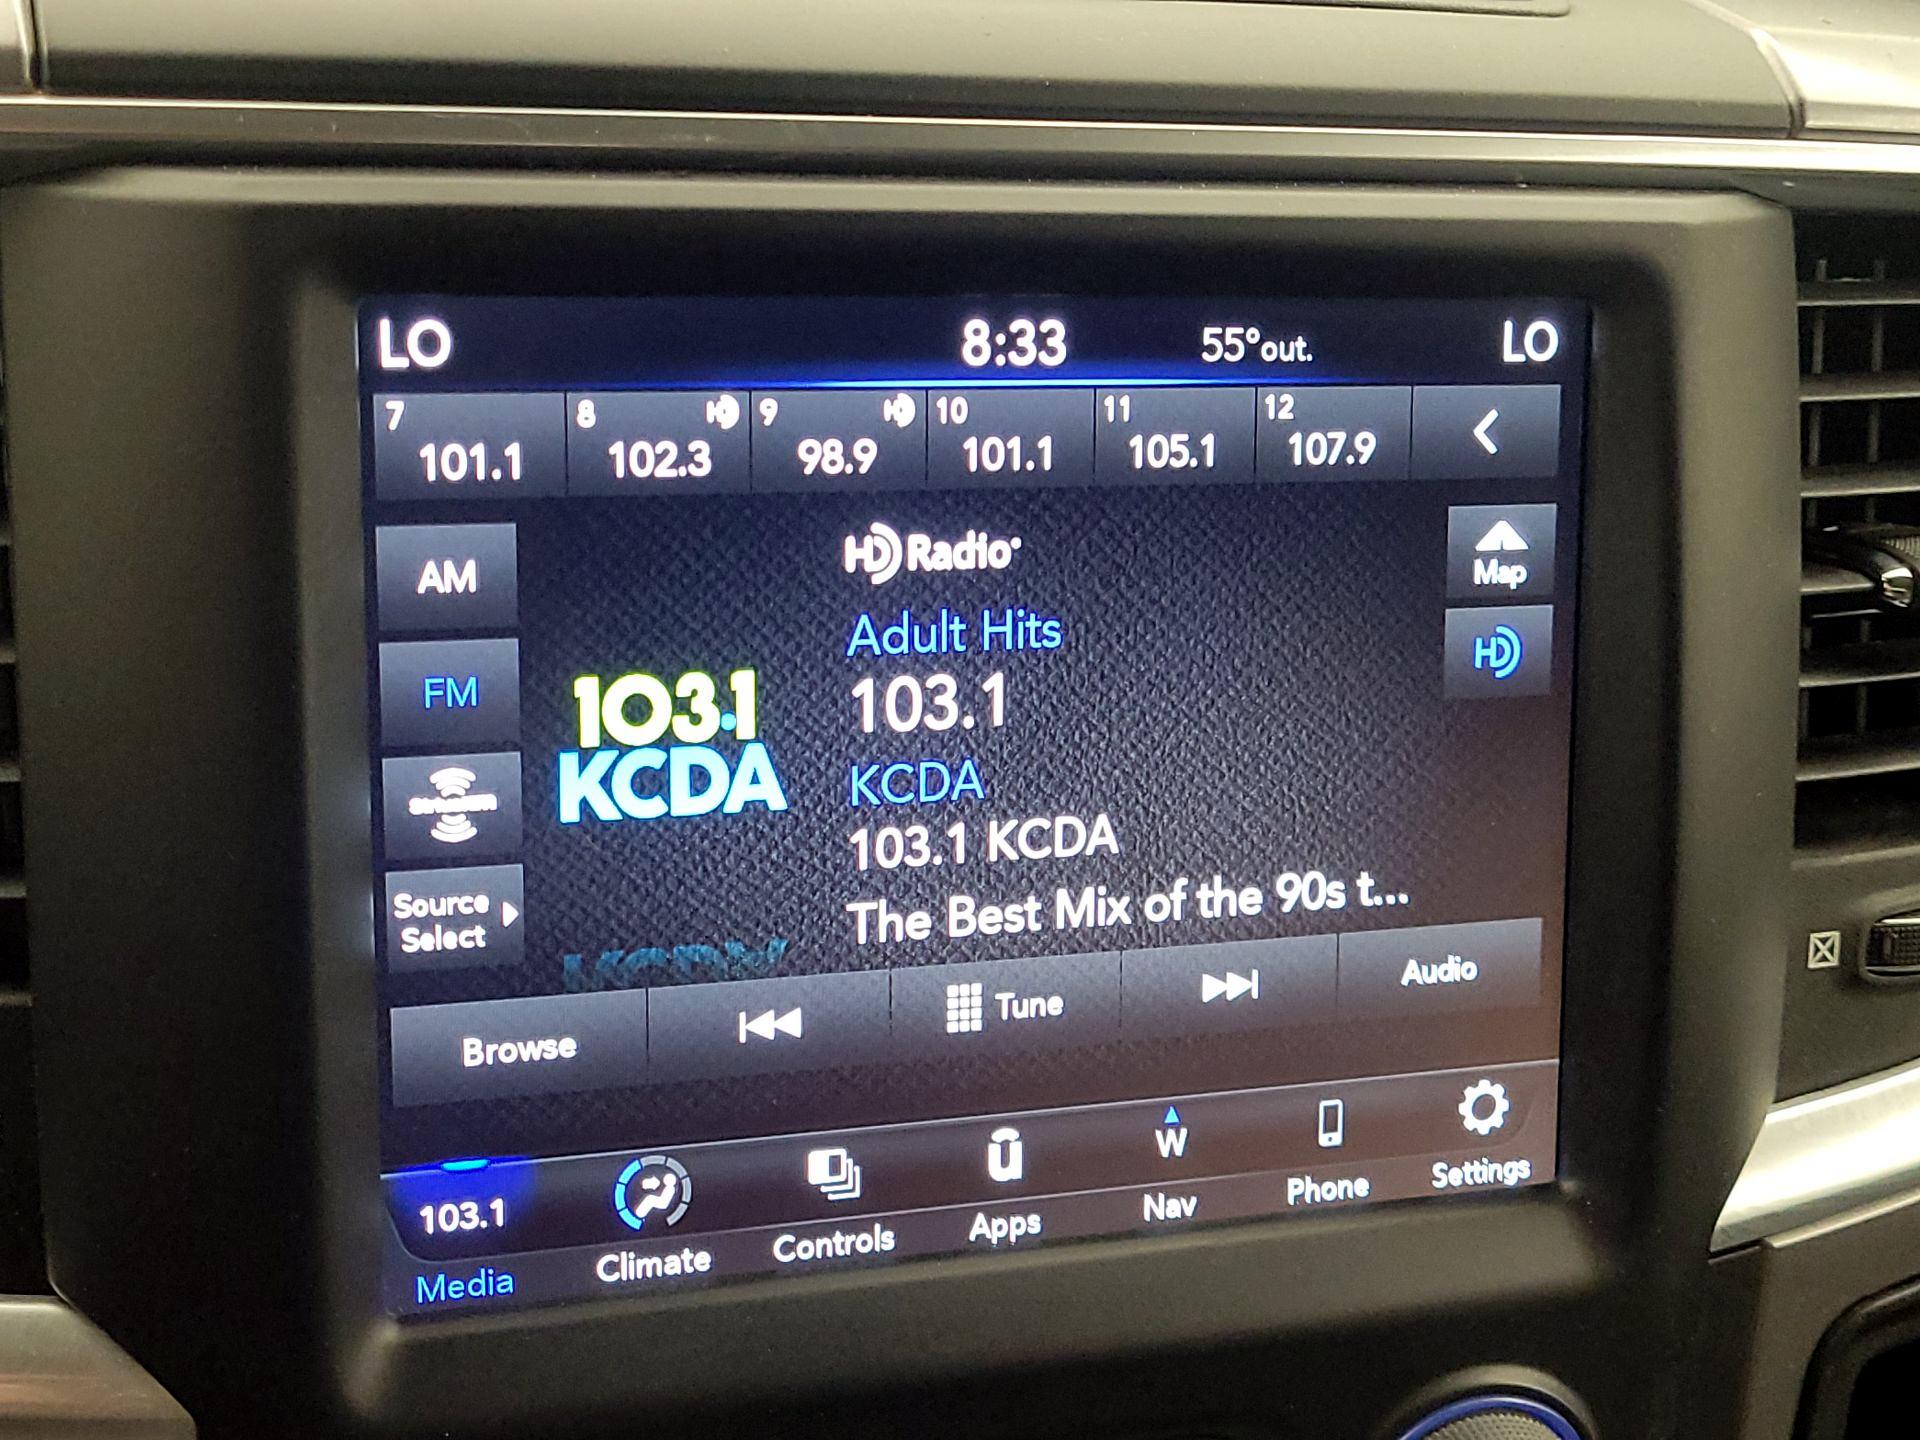 LO 8:33 55°out. LO
7 8 HD 9 HD 10 11 12
101.1 102.3 98.9 101.1 105.1 107.9
HD Radio
AM
Map
Adult Hits
HD
FM
103.1
103.1
KCDA
KCDA
103.1 KCDA
Source
Select
The Best Mix of the 90s t...
Browse Tune Audio
103.1 W
Media Climate Controls Apps Nav Phone Settings